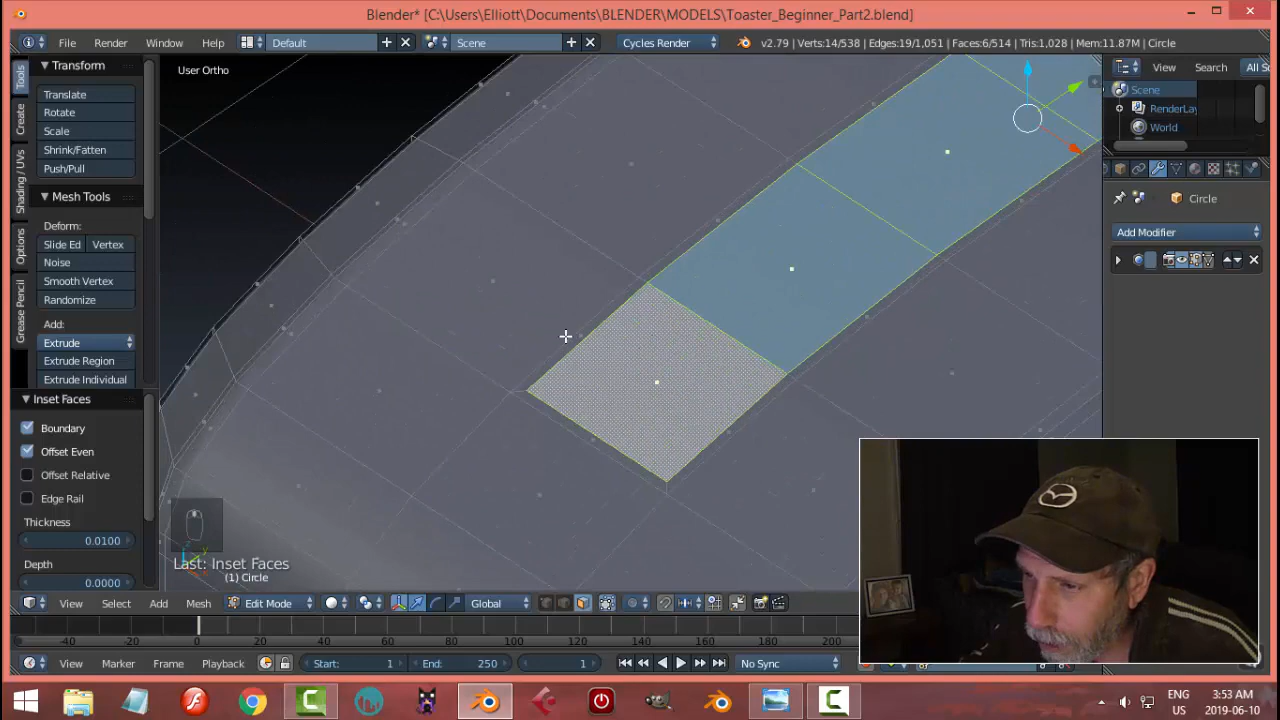 Blender* [C:\Users\Elliott\Documents\BLENDER\MODELS\Toaster_Beginner_Part2.blend]
File Render Window Help Default Scene Cycles Render v2.79 | Verts:14/538 | Edges:19/1,051 | Faces:6/514 | Tris:1,028 | Mem:11.87M | Circle
Tools
Create
Shading / UVs
Options
Grease Pencil
Transform
Translate
Rotate
Scale
Shrink/Fatten
Push/Pull
Mesh Tools
Deform:
Slide Ed Vertex
Noise
Smooth Vertex
Randomize
Add:
Extrude
Extrude Region
Extrude Individual
Inset Faces
Boundary
Offset Even
Offset Relative
Edge Rail
Thickness
0.0100
Depth
0.0000
User Ortho
Last: Inset Faces
(1) Circle
View Search All S
Scene
RenderLay
World
Circle
Add Modifier
View Select Add Mesh Edit Mode Global
-40 -20 0 20 40 60 80 100 120 140 160 180 200
View Marker Frame Playback Start: 1 End: 250 1 No Sync
ENG
US
3:53 AM
2019-06-10